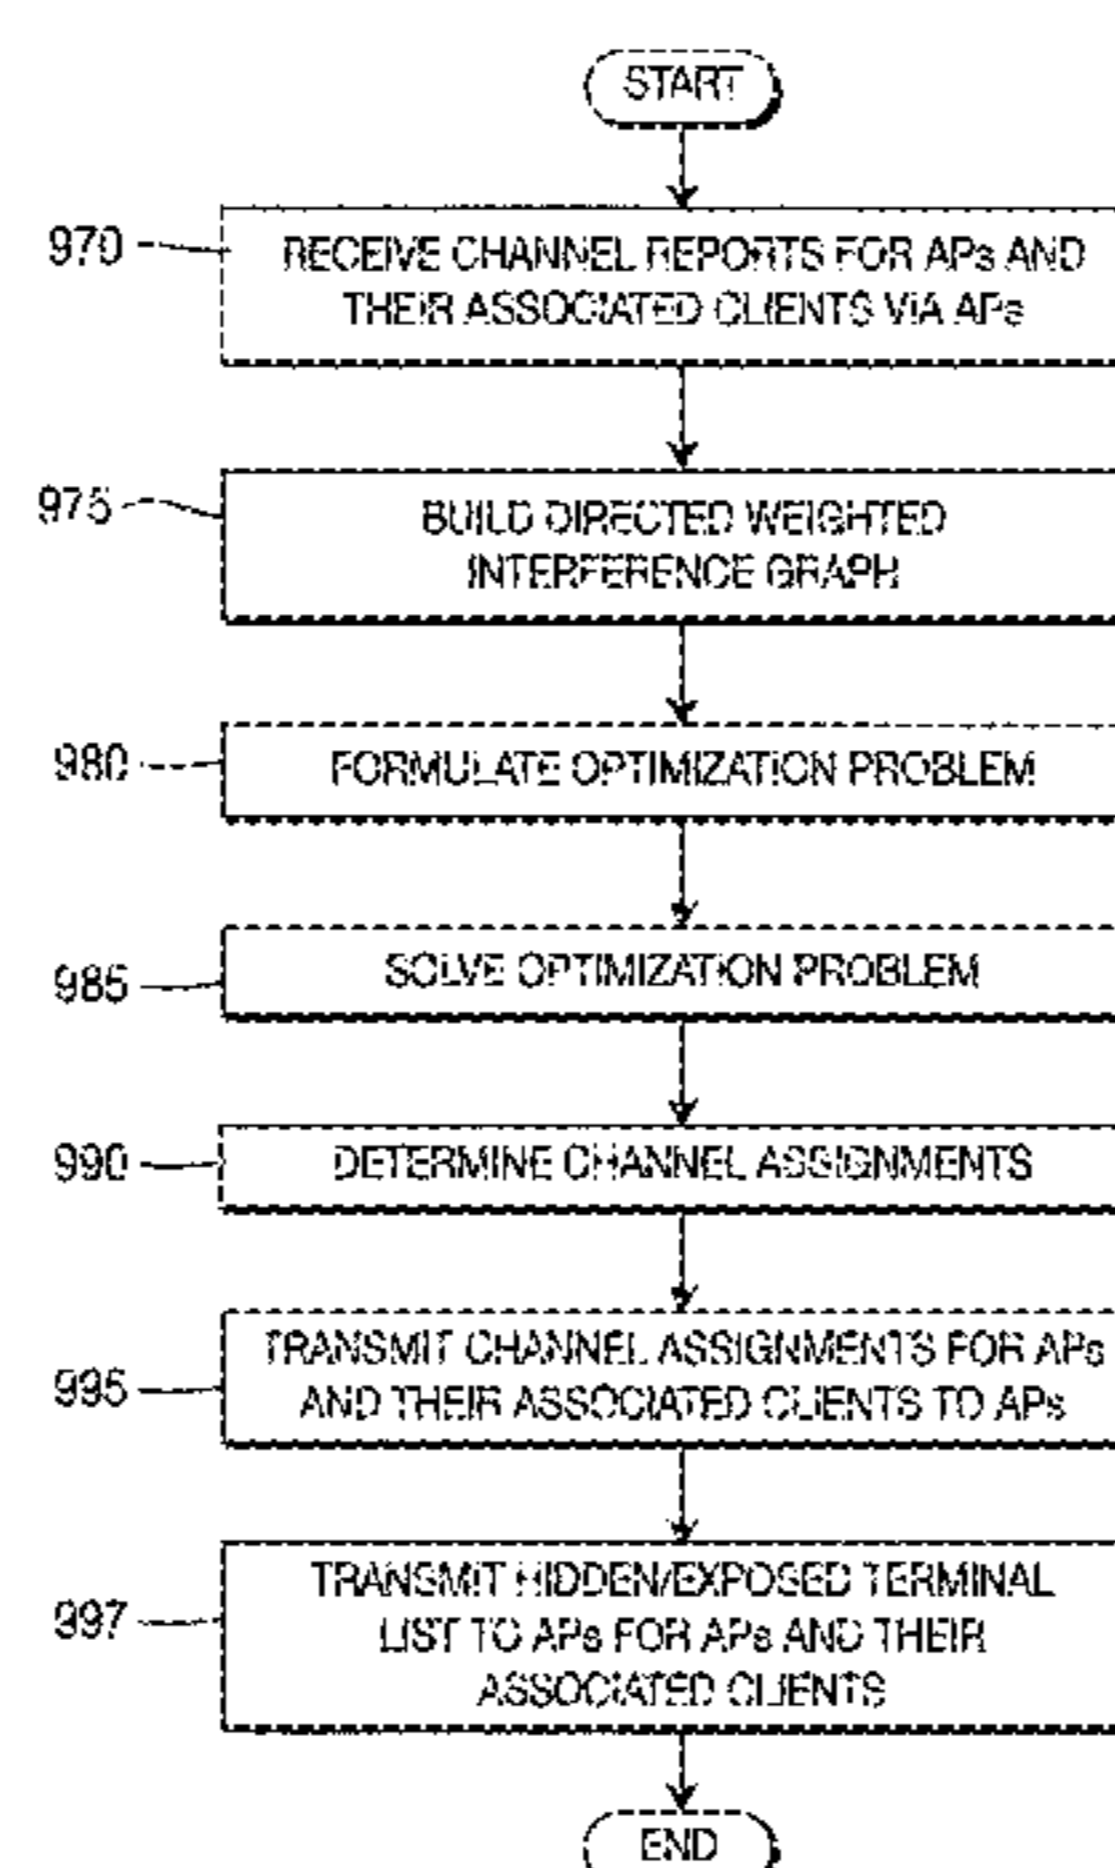 START
970
RECEIVE CHANNEL REPORTS FOR APs AND
THEIR ASSOCIATED CLIENTS VIA APs
975
BUILD DIRECTED WEIGHTED
INTERFERENCE GRAPH
980
FORMULATE OPTIMIZATION PROBLEM
985
SOLVE OPTIMIZATION PROBLEM
990
DETERMINE CHANNEL ASSIGNMENTS
995
TRANSMIT CHANNEL ASSIGNMENTS FOR APs
AND THEIR ASSOCIATED CLIENTS TO APs
997
TRANSMIT HIDDEN/EXPOSED TERMINAL
LIST TO APs FOR APs AND THEIR
ASSOCIATED CLIENTS
END